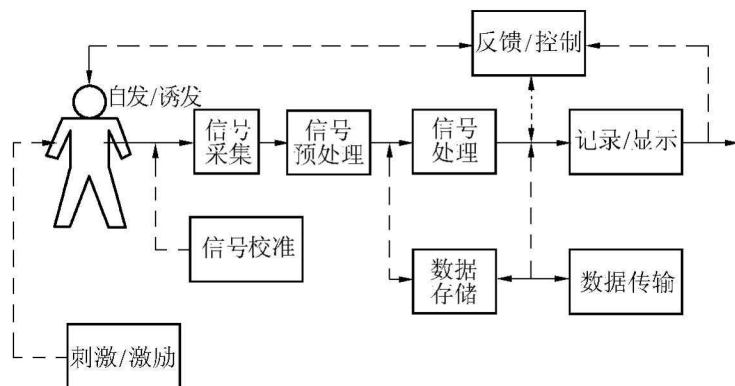 反馈/控制
自发/诱发
信号
采集
信号
预处理
信号
处理
记录/显示
信号校准
数据
存储
数据传输
刺激/激励